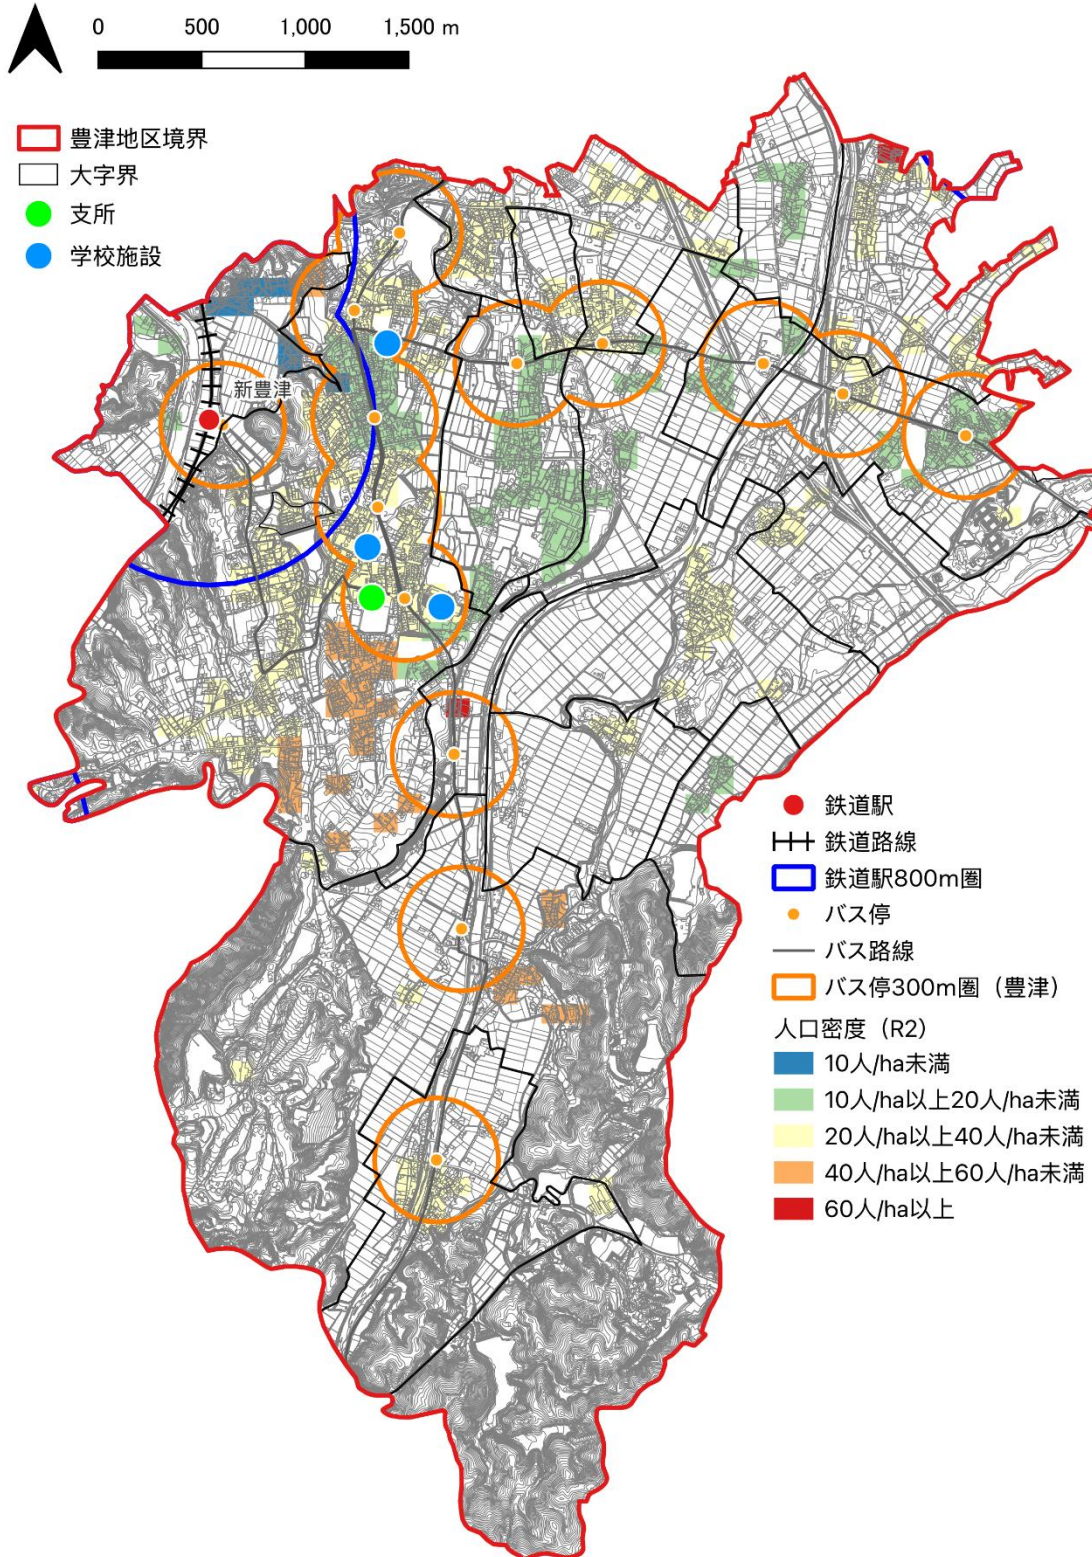 0 500 1,000 1,500 m
豊津地区境界
大字界
支所
学校施設
新豊津
鉄道駅
鉄道路線
鉄道駅800m圏
バス停
バス路線
バス停300m圏（豊津）
人口密度（R2）
10人/ha未満
10人/ha以上20人/ha未満
20人/ha以上40人/ha未満
40人/ha以上60人/ha未満
60人/ha以上